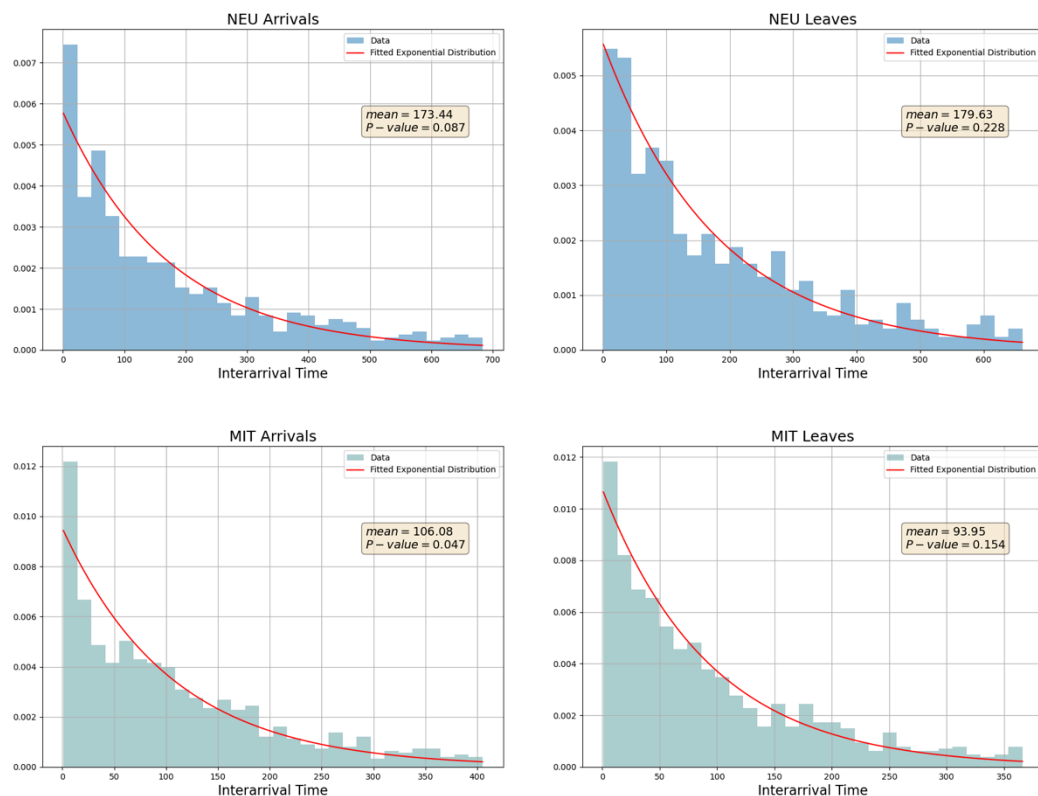 NEU Arrivals
Data
Fitted Exponential Distribution
mean = 173.44
P − value = 0.087
0.007
0.006
0.005
0.004
0.003
0.002
0.001
0.000
0 100 200 300 400 500 600 700
Interarrival Time
NEU Leaves
Data
Fitted Exponential Distribution
mean = 179.63
P − value = 0.228
0.005
0.004
0.003
0.002
0.001
0.000
0 100 200 300 400 500 600
Interarrival Time
MIT Arrivals
Data
Fitted Exponential Distribution
mean = 106.08
P − value = 0.047
0.012
0.010
0.008
0.006
0.004
0.002
0.000
0 50 100 150 200 250 300 350 400
Interarrival Time
MIT Leaves
Data
Fitted Exponential Distribution
mean = 93.95
P − value = 0.154
0.012
0.010
0.008
0.006
0.004
0.002
0.000
0 50 100 150 200 250 300 350
Interarrival Time